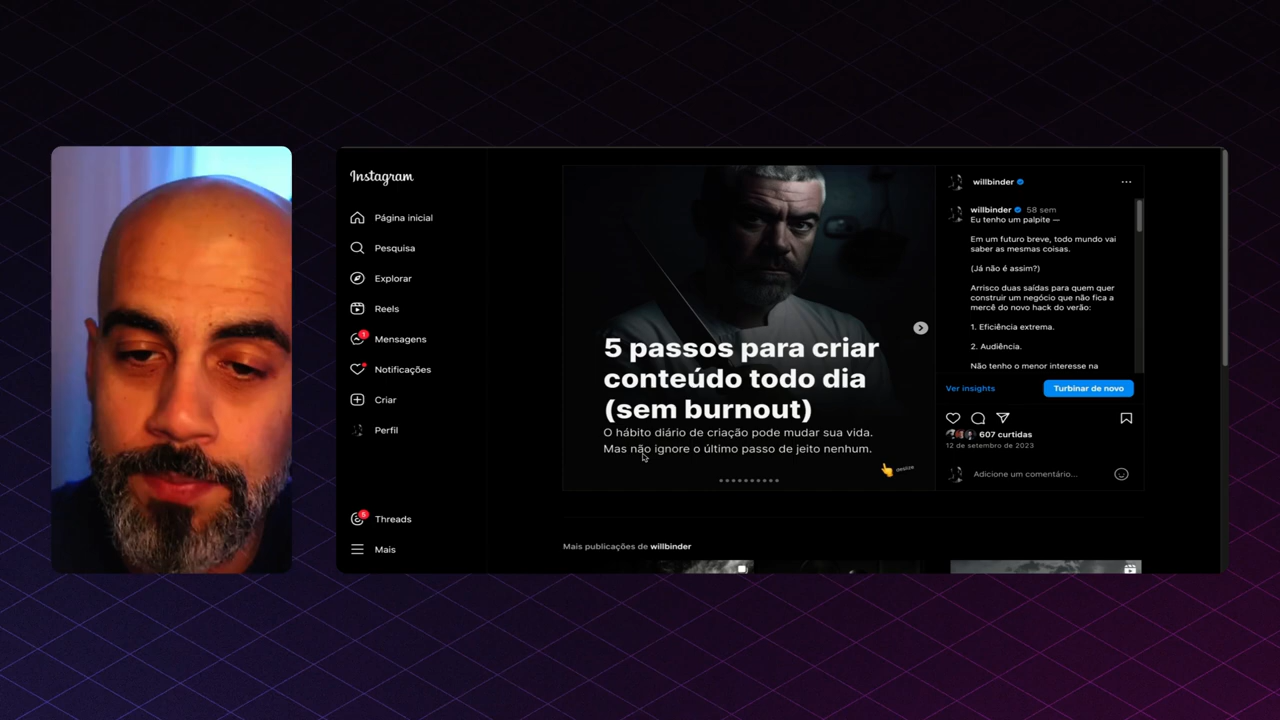 Instagram
Página inicial
Pesquisa
Explorar
Reels
1
Mensagens
Notificações
Criar
Perfil
5
Threads
Mais
5 passos para criar
conteúdo todo dia
(sem burnout)
O hábito diário de criação pode mudar sua vida.
Mas não ignore o último passo de jeito nenhum.
deslize
willbinder
willbinder 58 sem
Eu tenho um palpite —
Em um futuro breve, todo mundo vai
saber as mesmas coisas.
(Já não é assim?)
Arrisco duas saídas para quem quer
construir um negócio que não fica a
mercê do novo hack do verão:
1. Eficiência extrema.
2. Audiência.
Não tenho o menor interesse na
Ver insights
Turbinar de novo
607 curtidas
12 de setembro de 2023
Adicione um comentário...
Mais publicações de willbinder